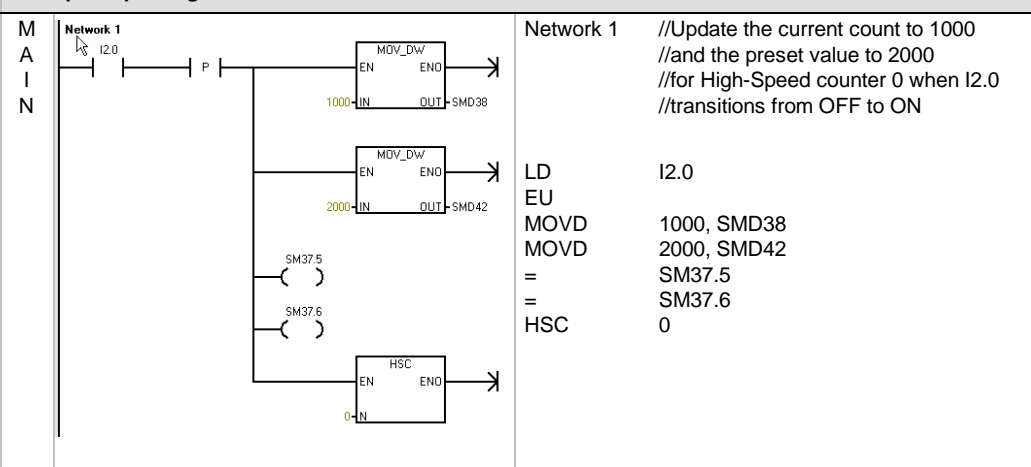 M
A
I
N
Network 1
I2.0
P
MOV_DW
EN ENO
1000 IN OUT SMD38
MOV_DW
EN ENO
2000 IN OUT SMD42
SM37.5
SM37.6
HSC
EN ENO
0 N
Network 1 //Update the current count to 1000
//and the preset value to 2000
//for High-Speed counter 0 when I2.0
//transitions from OFF to ON
LD I2.0
EU
MOVD 1000, SMD38
MOVD 2000, SMD42
= SM37.5
= SM37.6
HSC 0